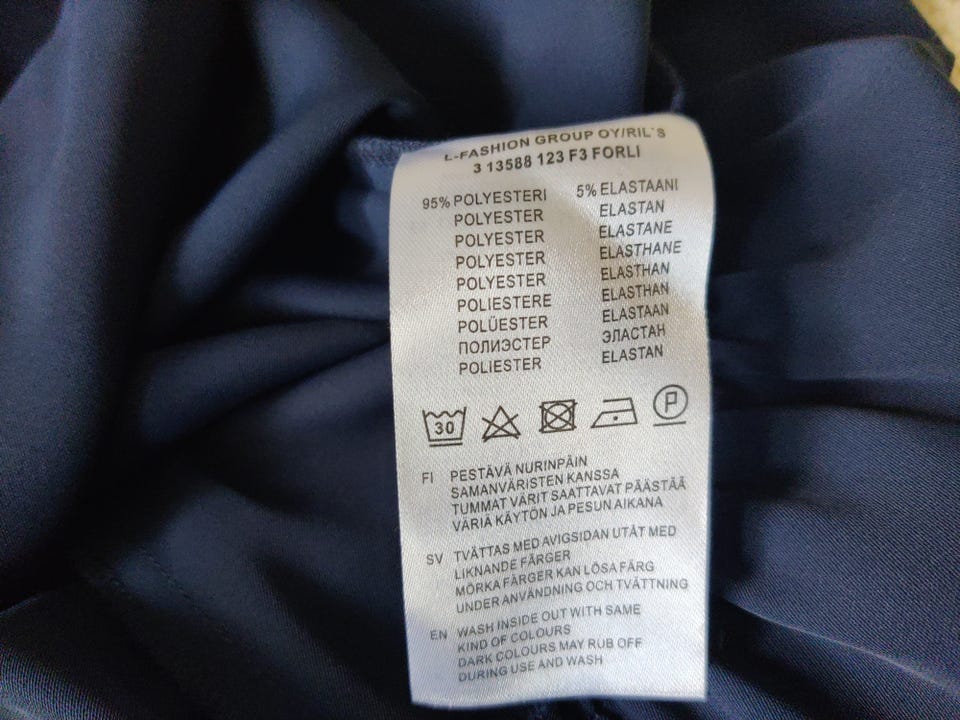 L-FASHION GROUP OY/RIL`S
3 13588 123 F3 FORLI
95% POLYESTERI 5% ELASTAANI
POLYESTER ELASTAN
POLYESTER ELASTANE
POLYESTER ELASTHANE
POLYESTER ELASTHAN
POLIESTERE ELASTHAN
POLÜESTER ELASTAAN
ПОЛИЭСТЕР ЭЛАСТАН
POLIESTER ELASTAN
30 P
FI PESTÄVÄ NURINPÄIN
SAMANVÄRISTEN KANSSA
TUMMAT VÄRIT SAATTAVAT PÄÄSTÄÄ
VÄRIÄ KÄYTÖN JA PESUN AIKANA
SV TVÄTTAS MED AVIGSIDAN UTÅT MED
LIKNANDE FÄRGER
MÖRKA FÄRGER KAN LÖSA FÄRG
UNDER ANVÄNDNING OCH TVÄTTNING
EN WASH INSIDE OUT WITH SAME
KIND OF COLOURS
DARK COLOURS MAY RUB OFF
DURING USE AND WASH